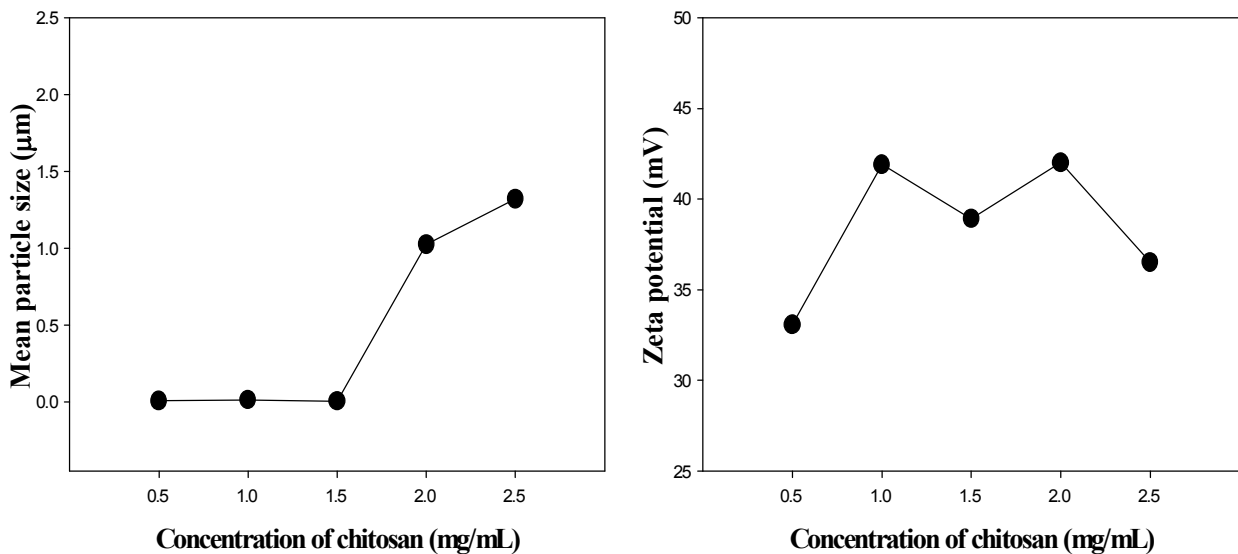 Mean particle size (μm)
2.5
2.0
1.5
1.0
0.5
0.0
0.5 1.0 1.5 2.0 2.5
Concentration of chitosan (mg/mL)
Zeta potential (mV)
50
45
40
35
30
25
0.5 1.0 1.5 2.0 2.5
Concentration of chitosan (mg/mL)